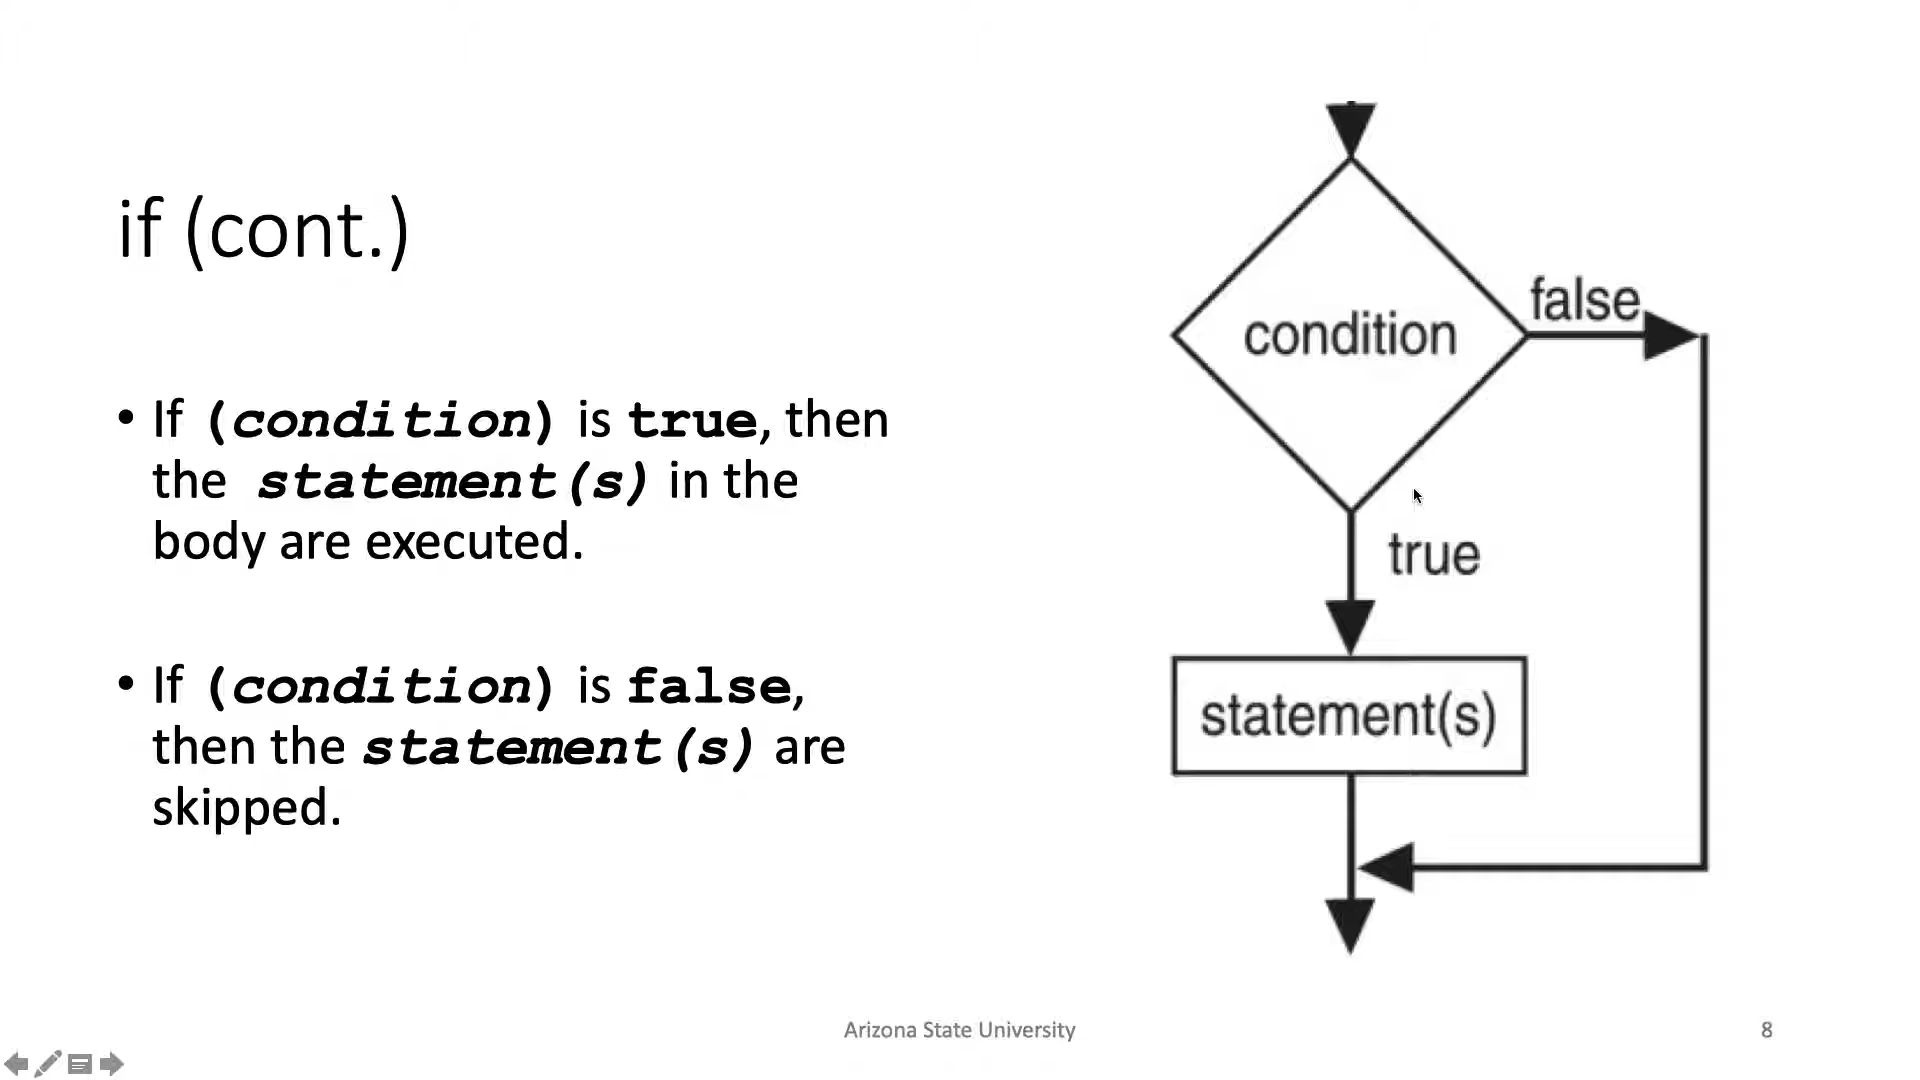 if (cont.)
• If (condition) is true, then
the statement(s) in the
body are executed.
• If (condition) is false,
then the statement(s) are
skipped.
condition
false
true
statement(s)
Arizona State University
8